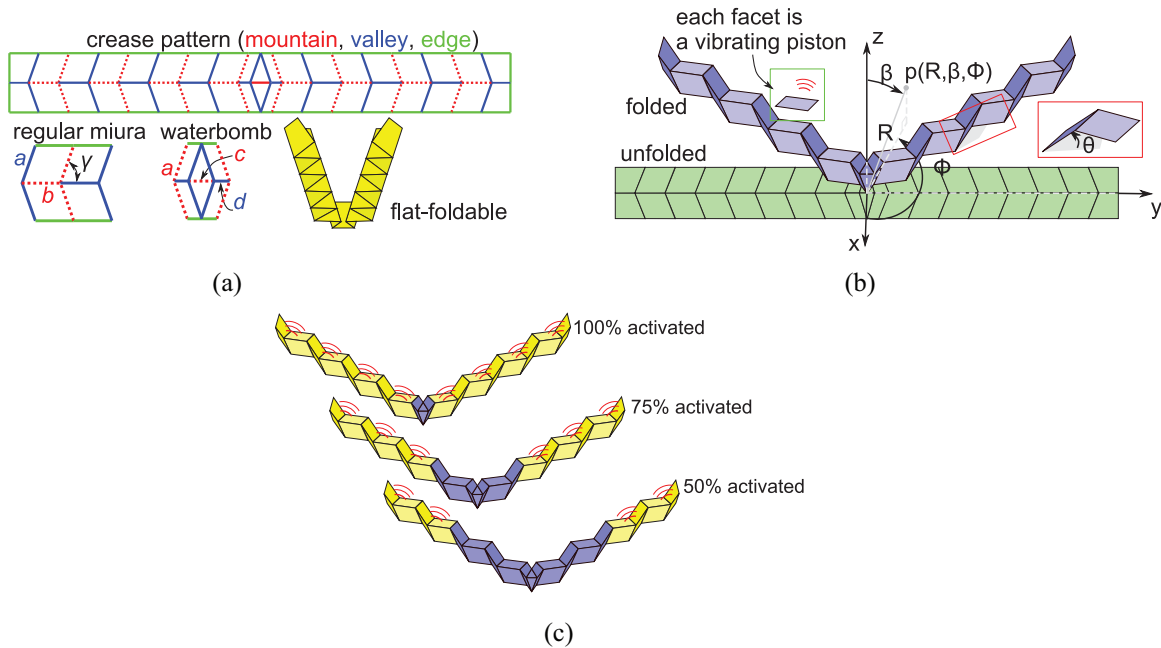 crease pattern (mountain, valley, edge)
regular miura
waterbomb
a
γ
b
a
c
d
flat-foldable
(a)
each facet is
a vibrating piston
z
β
p(R,β,Φ)
folded
R
θ
unfolded
Φ
y
x
(b)
100% activated
75% activated
50% activated
(c)